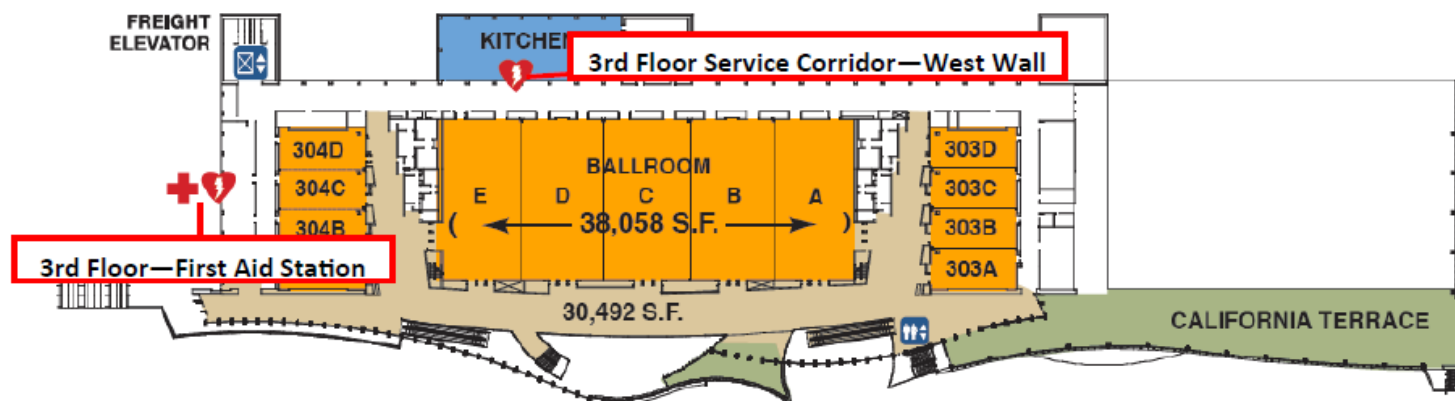 FREIGHT
ELEVATOR
KITCHEN
3rd Floor Service Corridor—West Wall
304D
304C
304B
3rd Floor—First Aid Station
BALLROOM
E D C B A
( 38,058 S.F. )
303D
303C
303B
303A
30,492 S.F.
CALIFORNIA TERRACE